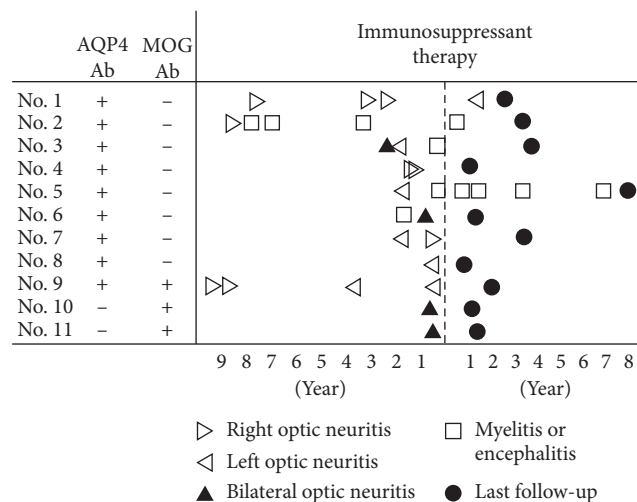 AQP4 Ab
MOG Ab
Immunosuppressant therapy
No. 1 + –
No. 2 + –
No. 3 + –
No. 4 + –
No. 5 + –
No. 6 + –
No. 7 + –
No. 8 + –
No. 9 + +
No. 10 – +
No. 11 – +
9 8 7 6 5 4 3 2 1 1 2 3 4 5 6 7 8
(Year) (Year)
Right optic neuritis
Left optic neuritis
Bilateral optic neuritis
Myelitis or
encephalitis
Last follow-up